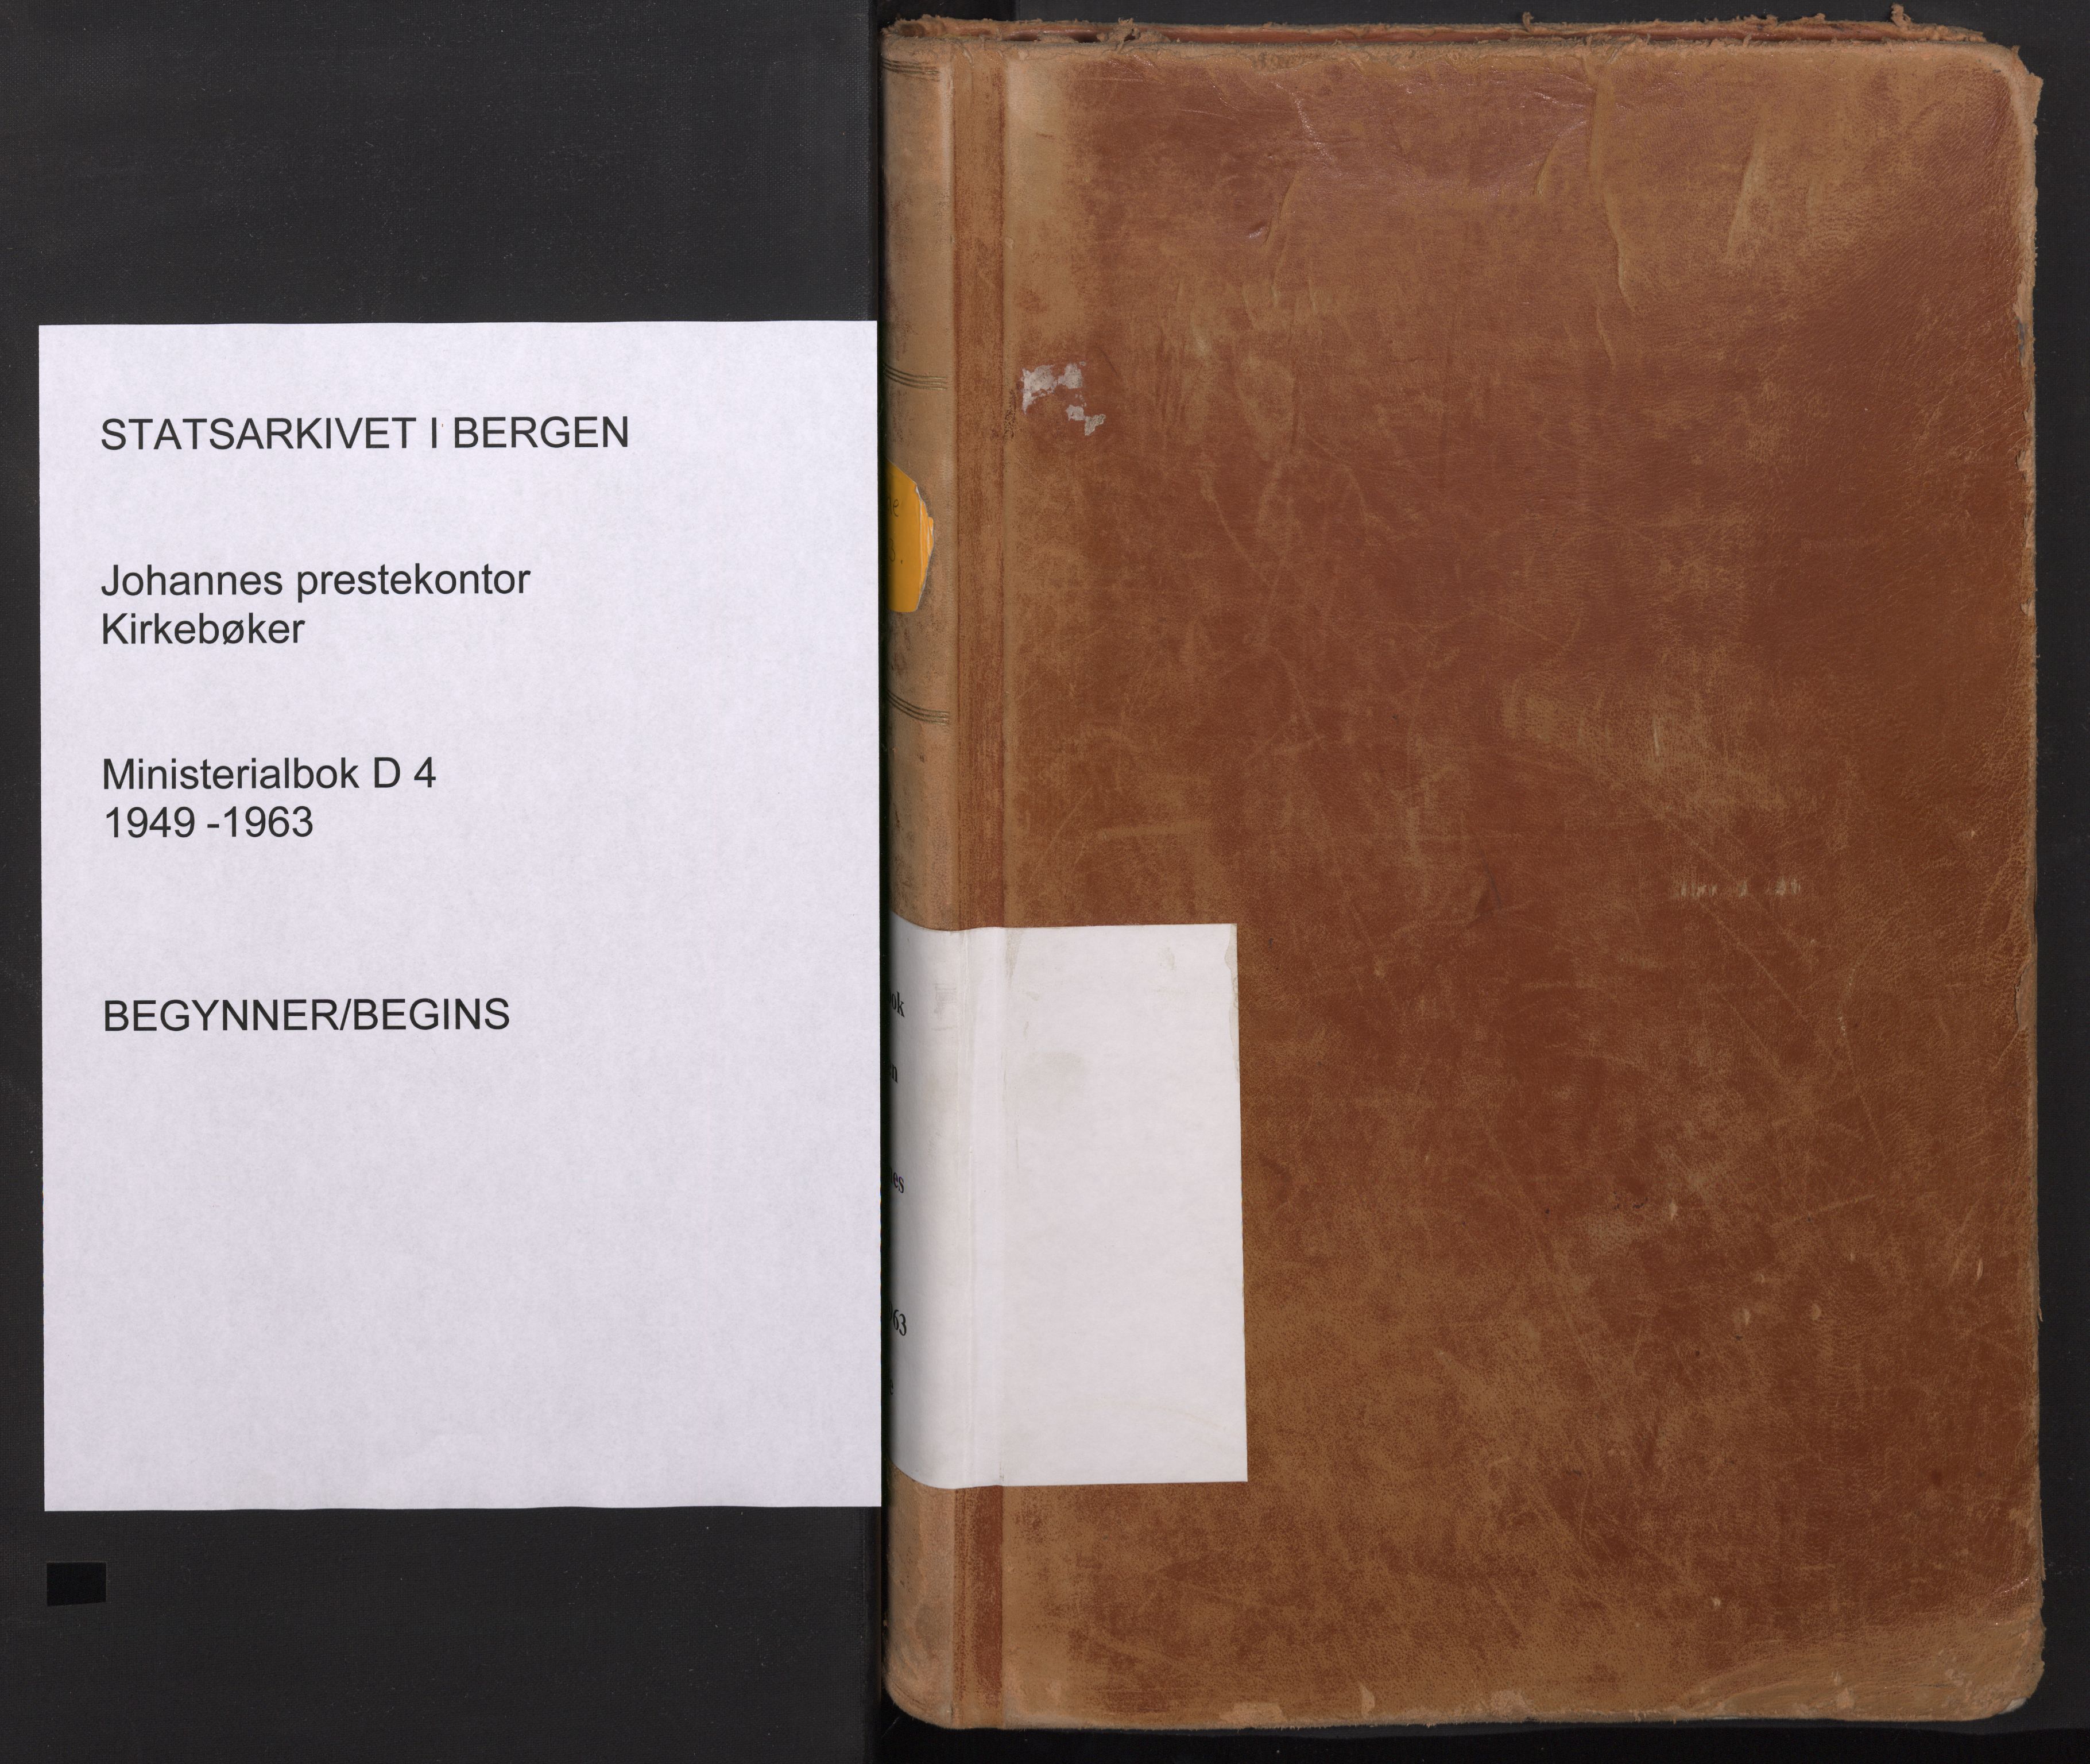 STATSARKIVET I BERGEN
Johannes prestekontor
Kirkebøker
Ministerialbok D 4
1949 -1963
BEGYNNER/BEGINS